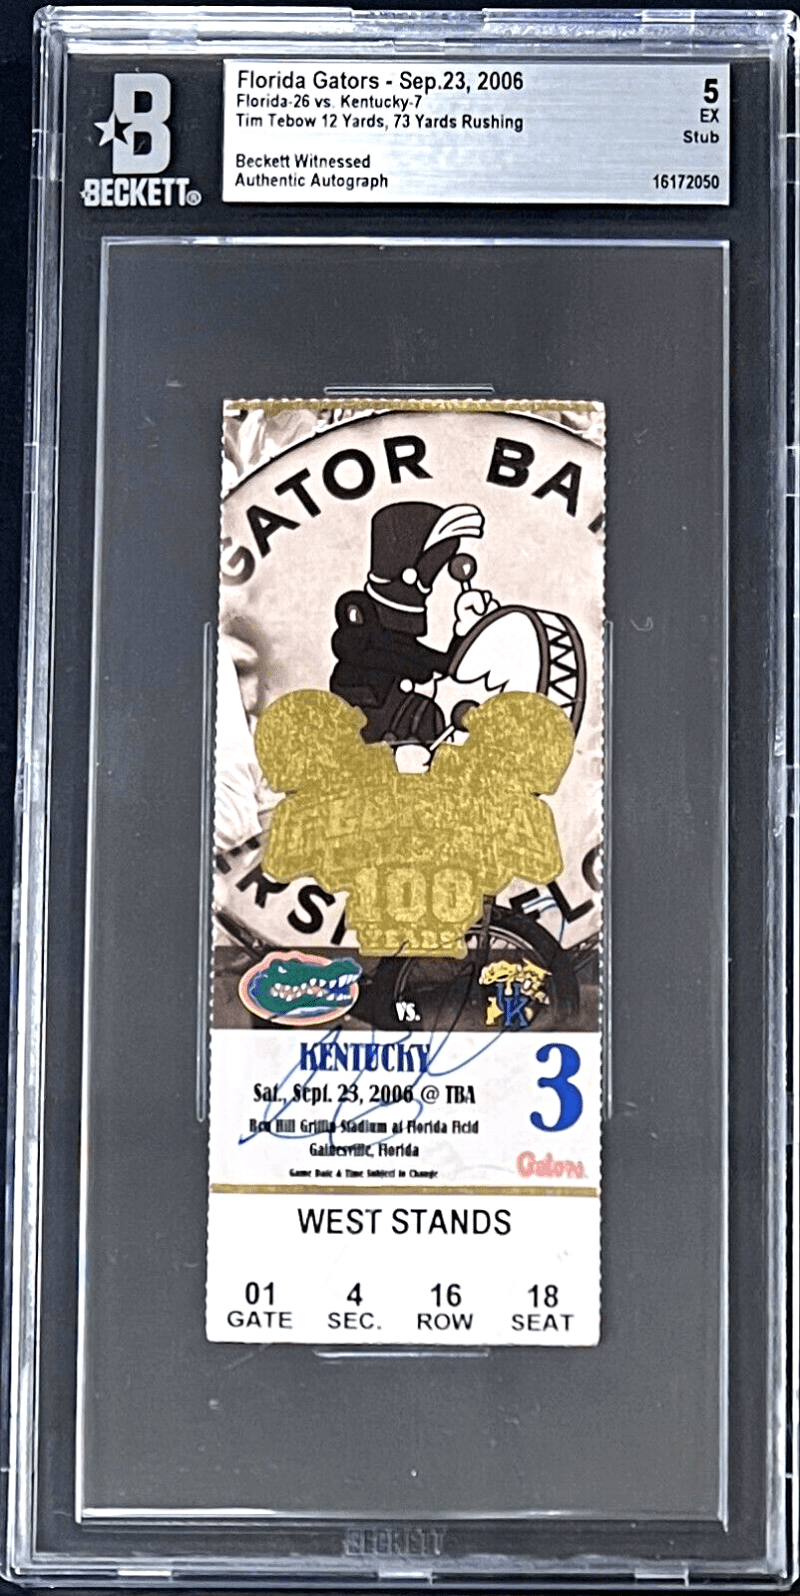 Florida Gators - Sep.23, 2006
Florida-26 vs. Kentucky-7
Tim Tebow 12 Yards, 73 Yards Rushing
Beckett Witnessed
Authentic Autograph
5
EX
Stub
16172050
B
BECKETT®
GATOR BA
FLORIDA
100
YEARS
VS.
UK
KENTUCKY
Sat., Sept. 23, 2006 @ TBA
Ben Hill Griffin Stadium at Florida Field
Gainesville, Florida
Game Date & Time Subject to Change
3
Gators
WEST STANDS
01 4 16 18
GATE SEC. ROW SEAT
BECKETT